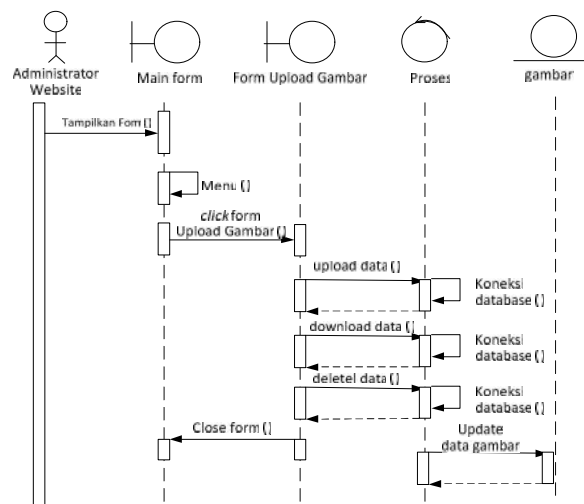 Administrator
Website
Main form
Form Upload Gambar
Proses
gambar
Tampilkan Form ()
Menu ()
click form
Upload Gambar ()
upload data ()
Koneksi
database ()
download data ()
Koneksi
database ()
deletel data ()
Koneksi
database ()
Close form ()
Update
data gambar